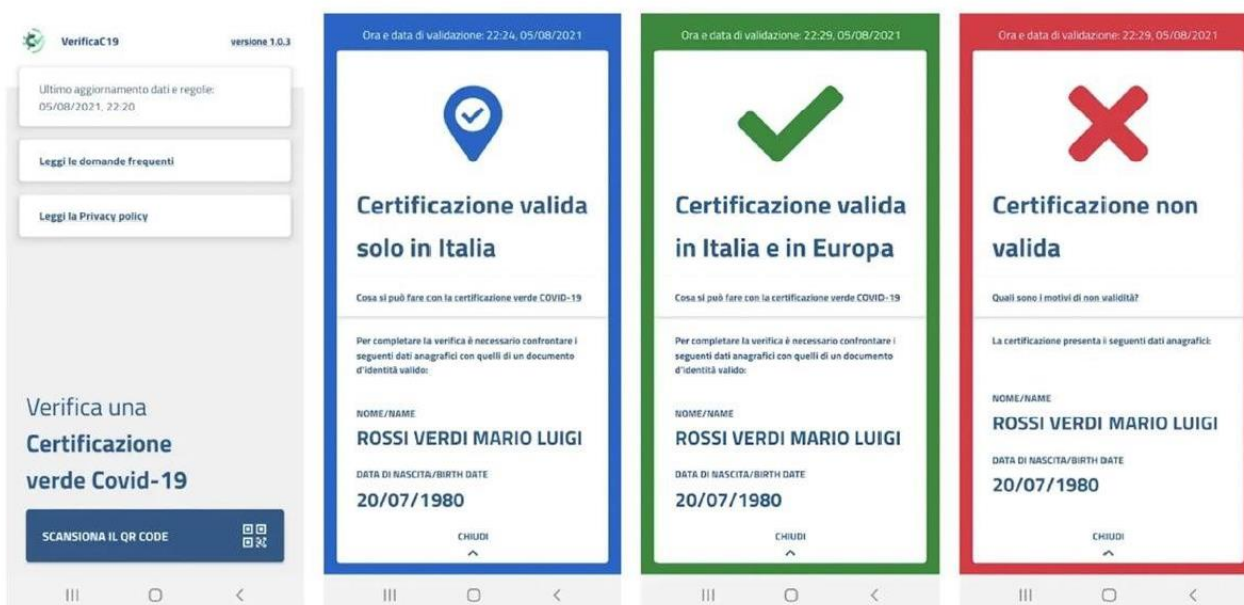 VerificaC19
versione 1.0.3
Ultimo aggiornamento dati e regole:
05/08/2021, 22:20
Leggi le domande frequenti
Leggi la Privacy policy
Verifica una
Certificazione
verde Covid-19
SCANSIONA IL QR CODE
Ora e data di validazione: 22:24, 05/08/2021
Certificazione valida
solo in Italia
Cosa si può fare con la certificazione verde COVID-19
Per completare la verifica è necessario confrontare i
seguenti dati anagrafici con quelli di un documento
d'identità valido:
NOME/NAME
ROSSI VERDI MARIO LUIGI
DATA DI NASCITA/BIRTH DATE
20/07/1980
CHIUDI
Ora e data di validazione: 22:29, 05/08/2021
Certificazione valida
in Italia e in Europa
Cosa si può fare con la certificazione verde COVID-19
Per completare la verifica è necessario confrontare i
seguenti dati anagrafici con quelli di un documento
d'identità valido:
NOME/NAME
ROSSI VERDI MARIO LUIGI
DATA DI NASCITA/BIRTH DATE
20/07/1980
CHIUDI
Ora e data di validazione: 22:29, 05/08/2021
Certificazione non
valida
Quali sono i motivi di non validità?
La certificazione presenta i seguenti dati anagrafici:
NOME/NAME
ROSSI VERDI MARIO LUIGI
DATA DI NASCITA/BIRTH DATE
20/07/1980
CHIUDI